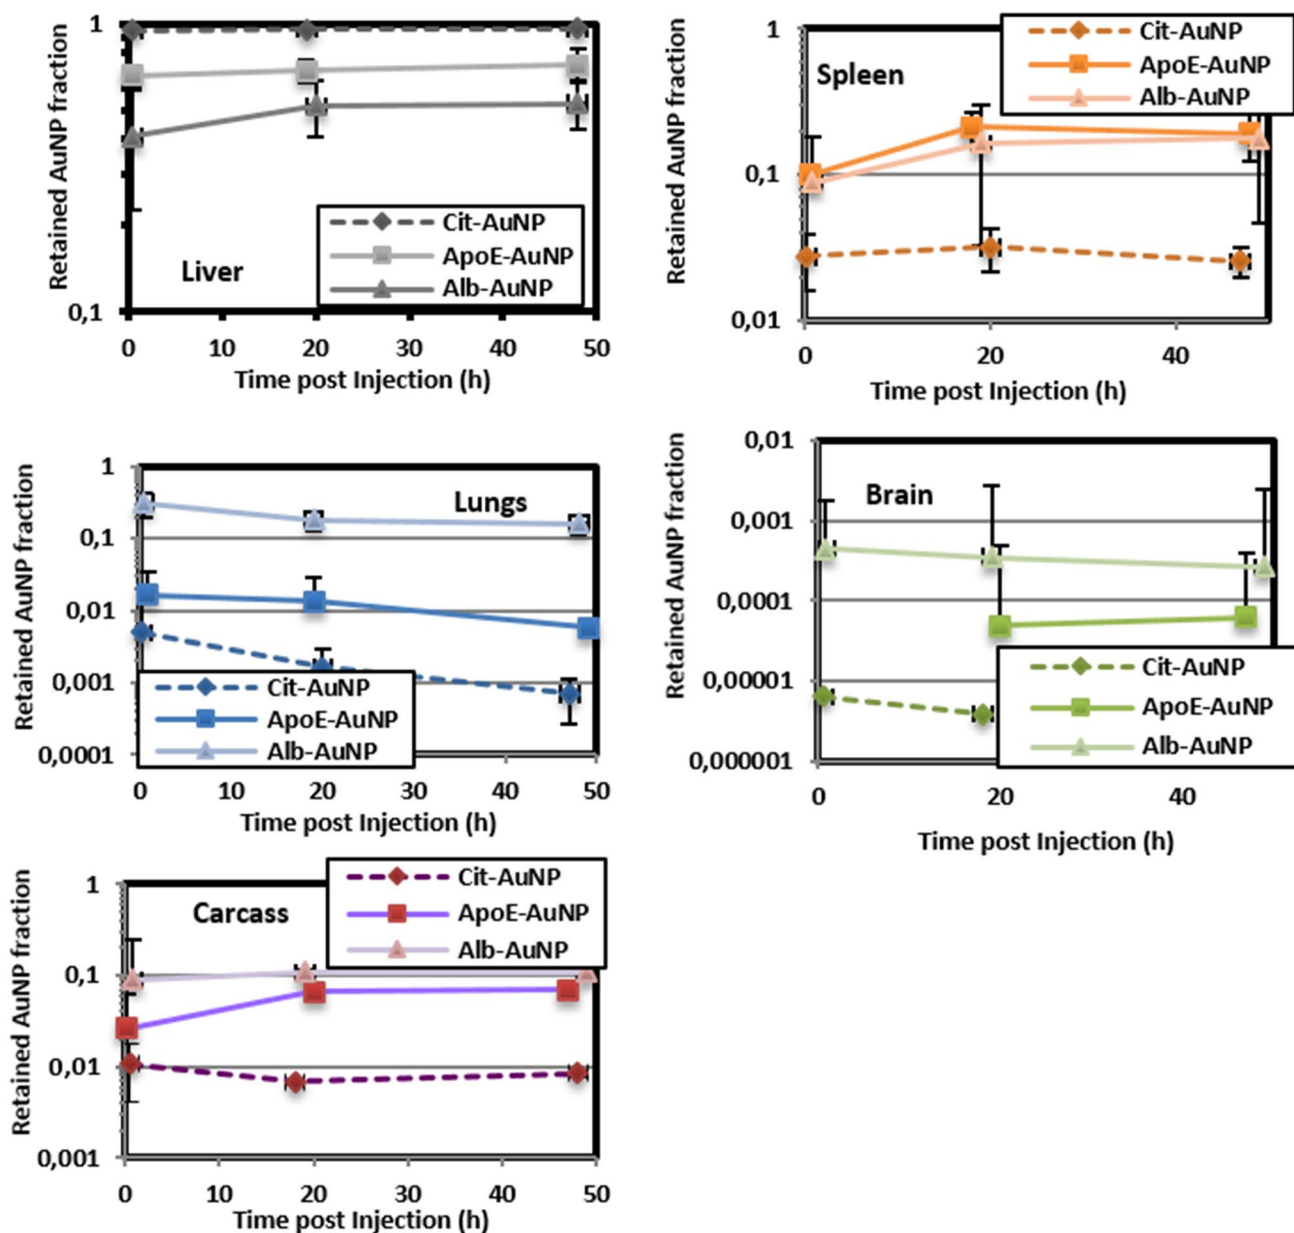 Retained AuNP fraction
1
0,1
Liver
Cit-AuNP
ApoE-AuNP
Alb-AuNP
0 10 20 30 40 50
Time post Injection (h)
Retained AuNP fraction
1
0,1
0,01
Spleen
Cit-AuNP
ApoE-AuNP
Alb-AuNP
0 20 40
Time post Injection (h)
Retained AuNP fraction
1
0,1
0,01
0,001
0,0001
Lungs
Cit-AuNP
ApoE-AuNP
Alb-AuNP
0 10 20 30 40 50
Time post Injection (h)
Retained AuNP fraction
0,01
0,001
0,0001
0,00001
0,000001
Brain
Cit-AuNP
ApoE-AuNP
Alb-AuNP
0 20 40
Time post Injection (h)
Retained AuNP fraction
1
0,1
0,01
0,001
Carcass
Cit-AuNP
ApoE-AuNP
Alb-AuNP
0 20 40 50
Time post Injection (h)